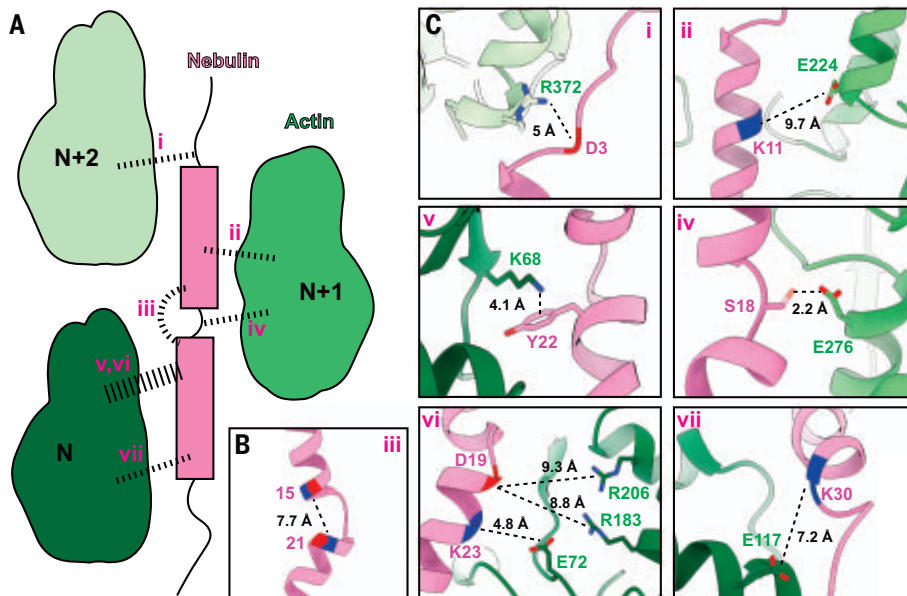 A
Nebulin
Actin
N+2
i
ii
N+1
iii
iv
v,vi
N
vii
B
iii
15
7.7 Å
21
C
i
R372
5 Å
D3
ii
E224
9.7 Å
K11
v
K68
4.1 Å
Y22
iv
S18
2.2 Å
E276
vi
D19
9.3 Å
R206
8.8 Å
R183
4.8 Å
K23
E72
vii
K30
E117
7.2 Å